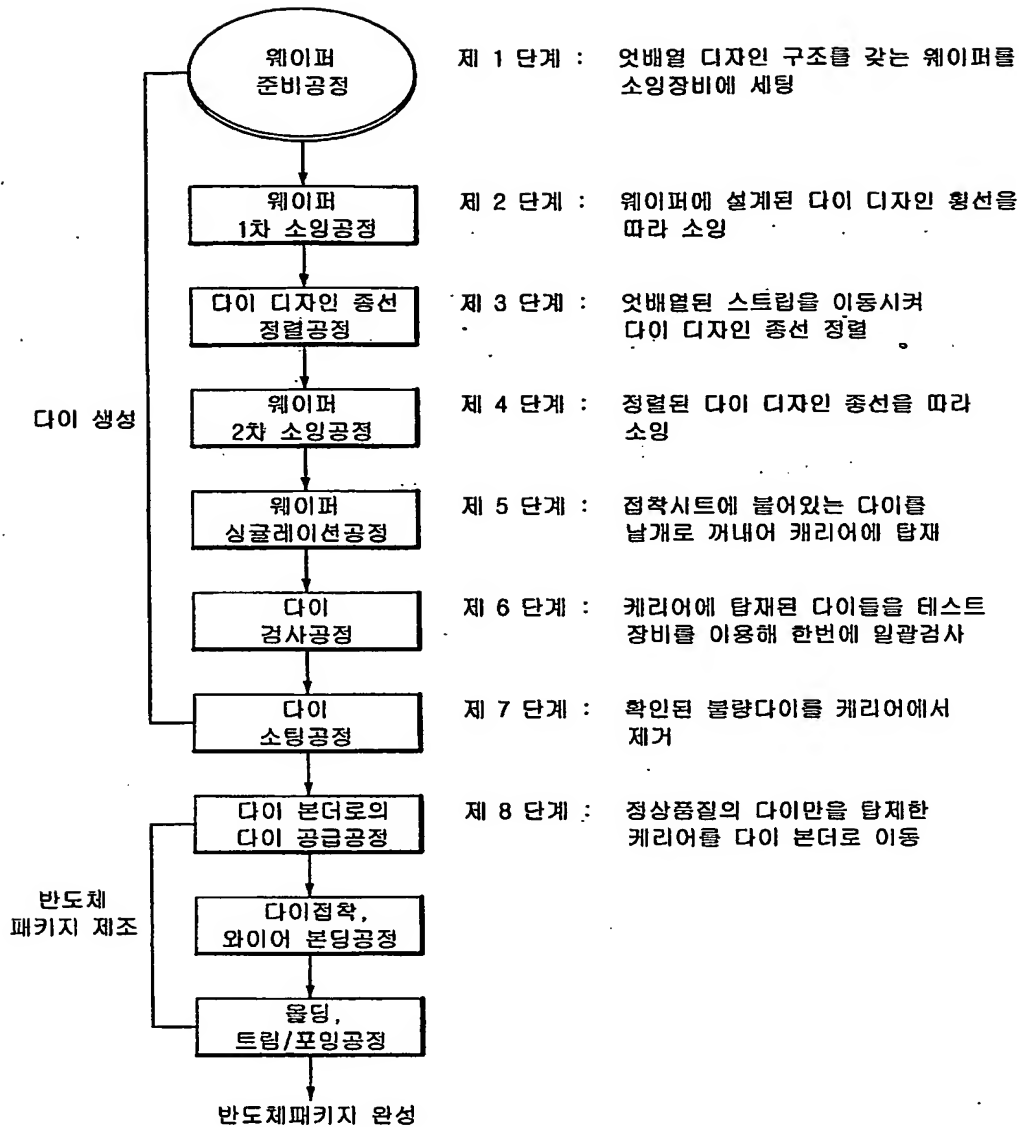 웨이퍼
준비공정
제 1 단계 : 엇배열 디자인 구조를 갖는 웨이퍼를
소잉장비에 세팅
웨이퍼
1차 소잉공정
제 2 단계 : 웨이퍼에 설계된 다이 디자인 횡선을
따라 소잉
다이 디자인 종선
정렬공정
제 3 단계 : 엇배열된 스트립을 이동시켜
다이 디자인 종선 정렬
다이 생성
웨이퍼
2차 소잉공정
제 4 단계 : 정렬된 다이 디자인 종선을 따라
소잉
웨이퍼
싱귤레이션공정
제 5 단계 : 접착시트에 붙어있는 다이를
낱개로 꺼내어 캐리어에 탑재
다이
검사공정
제 6 단계 : 케리어에 탑재된 다이들을 테스트
장비를 이용해 한번에 일괄검사
다이
소팅공정
제 7 단계 : 확인된 불량다이를 케리어에서
제거
다이 본더로의
다이 공급공정
제 8 단계 : 정상품질의 다이만을 탑제한
케리어를 다이 본더로 이동
반도체
패키지 제조
다이접착,
와이어 본딩공정
몰딩,
트림/포밍공정
반도체패키지 완성